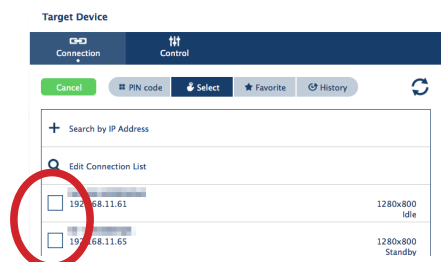 Target Device
Connection Control
Cancel PIN code Select Favorite History
Search by IP Address
Edit Connection List
192.168.11.61 1280x800
Idle
192.168.11.65 1280x800
Standby